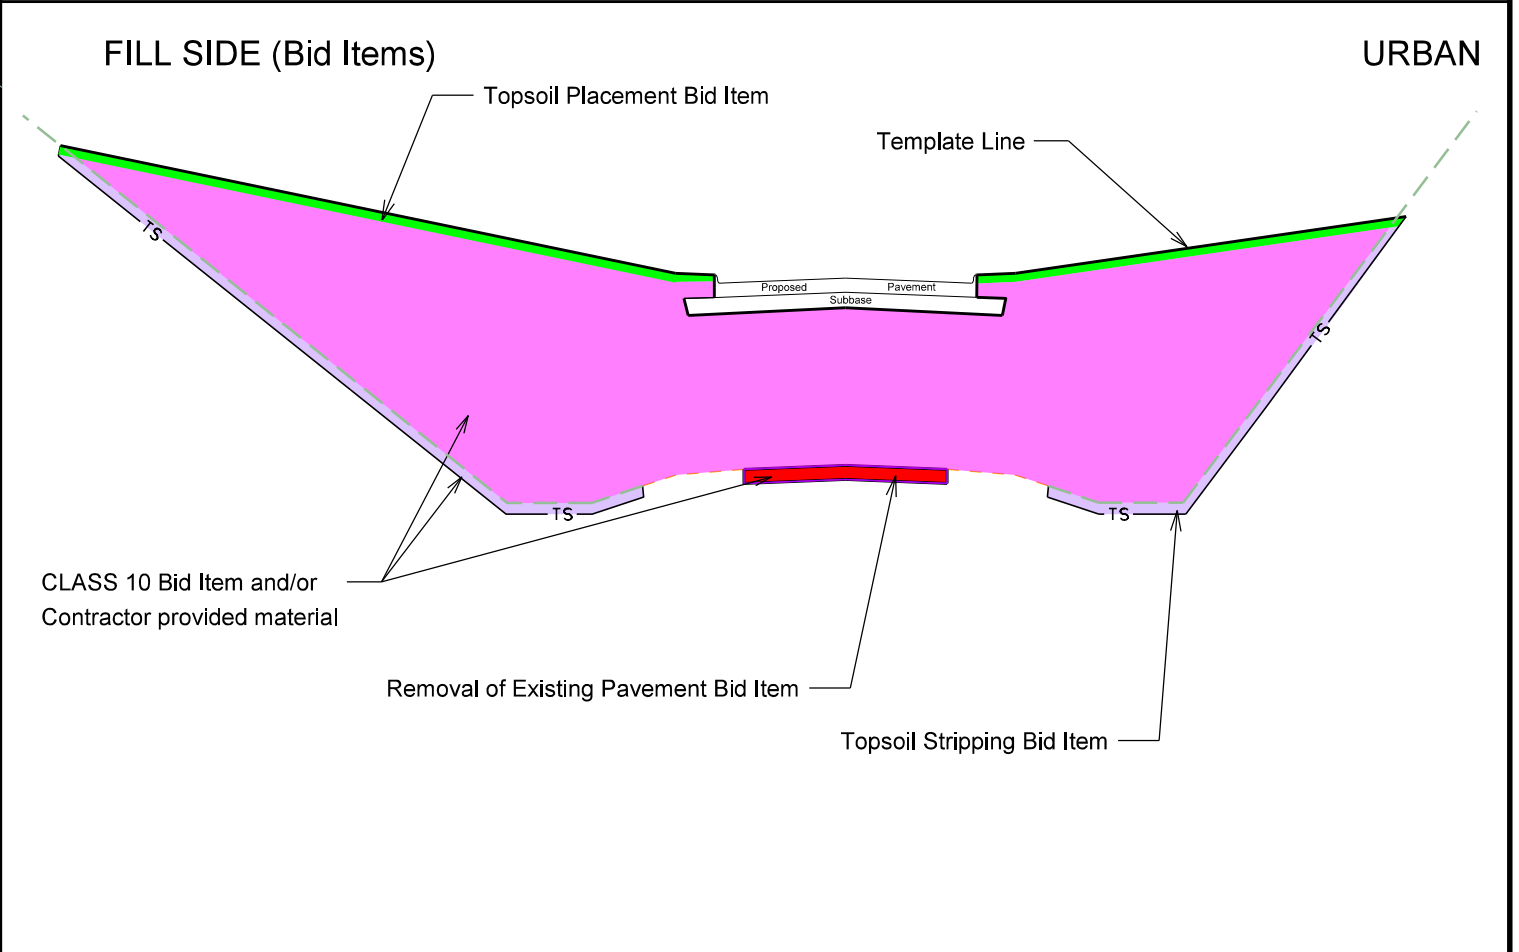 FILL SIDE (Bid Items)
URBAN
Topsoil Placement Bid Item
Template Line
TS
Proposed
Pavement
Subbase
TS
TS
TS
CLASS 10 Bid Item and/or
Contractor provided material
Removal of Existing Pavement Bid Item
Topsoil Stripping Bid Item